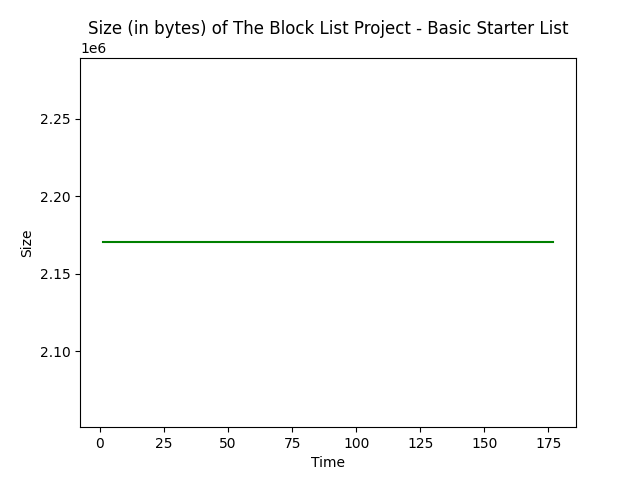 Size (in bytes) of The Block List Project - Basic Starter List
1e6
2.25
2.20
2.15
2.10
Size
0 25 50 75 100 125 150 175
Time